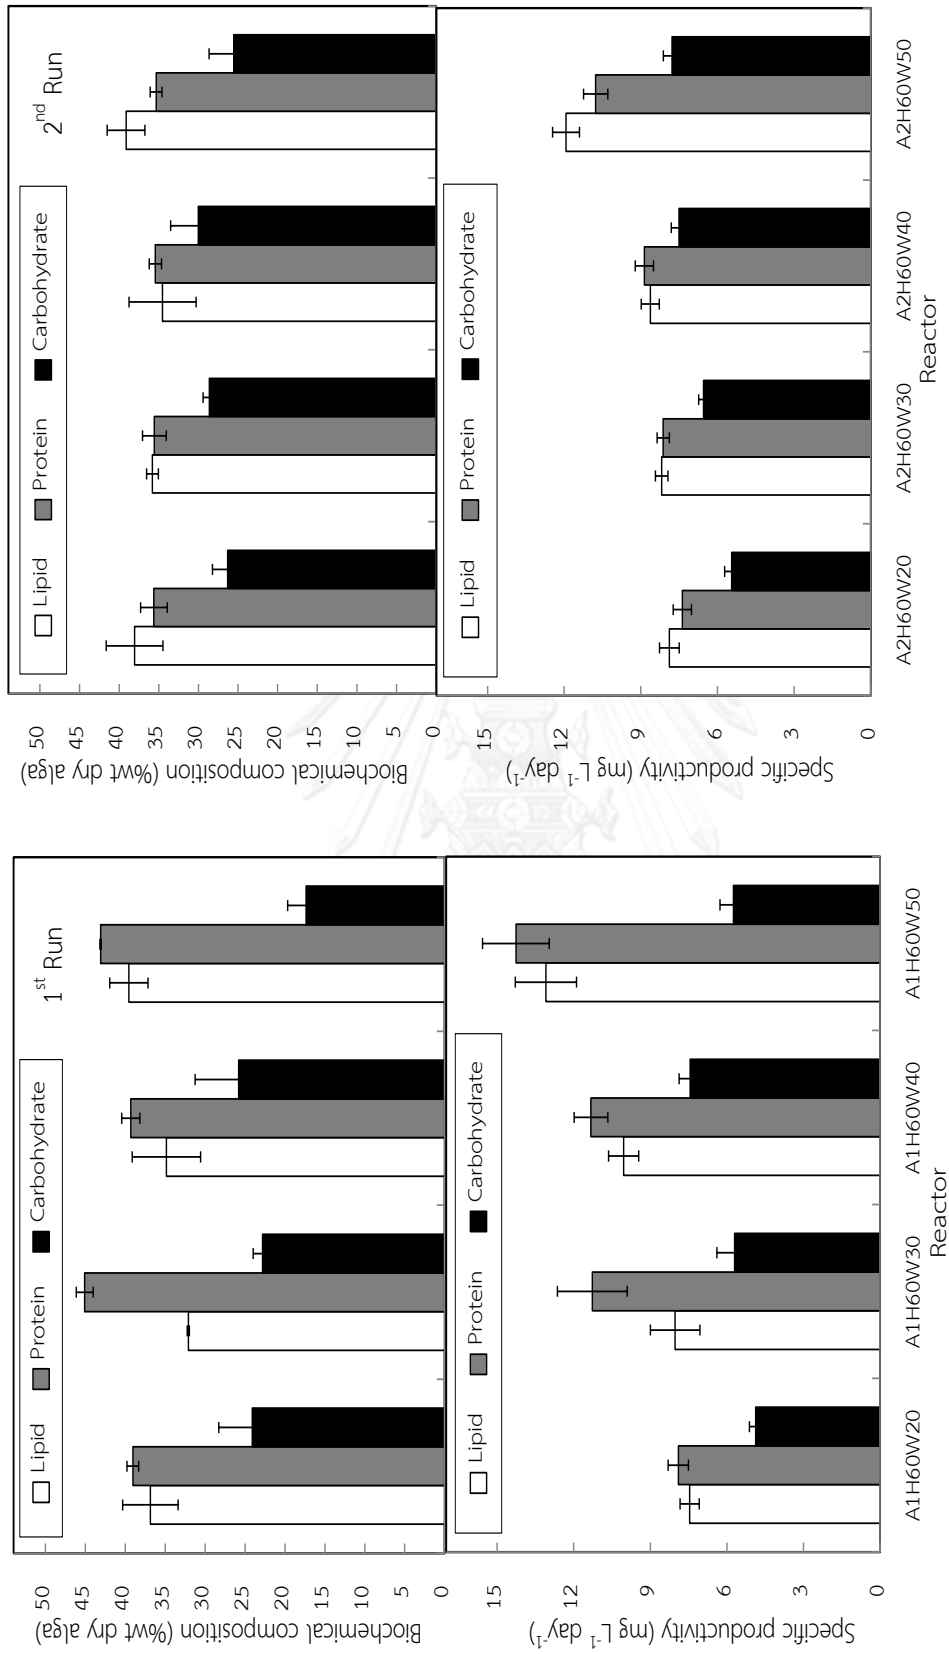 1st Run
Lipid Protein Carbohydrate
Biochemical composition (%wt dry alga)
50
45
40
35
30
25
20
15
10
5
0
Lipid Protein Carbohydrate
Specific productivity (mg L-1 day-1)
15
12
9
6
3
0
A1H60W20 A1H60W30 A1H60W40 A1H60W50
Reactor
2nd Run
Lipid Protein Carbohydrate
Biochemical composition (%wt dry alga)
50
45
40
35
30
25
20
15
10
5
0
Lipid Protein Carbohydrate
Specific productivity (mg L-1 day-1)
15
12
9
6
3
0
A2H60W20 A2H60W30 A2H60W40 A2H60W50
Reactor